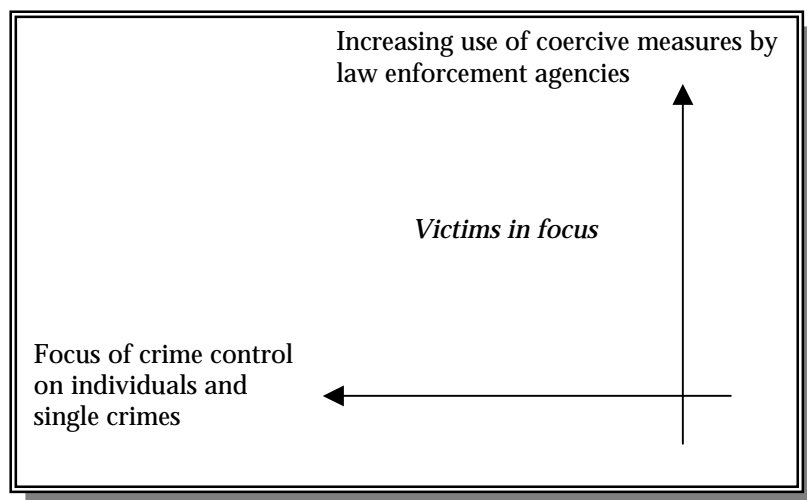 Increasing use of coercive measures by
law enforcement agencies
Victims in focus
Focus of crime control
on individuals and
single crimes